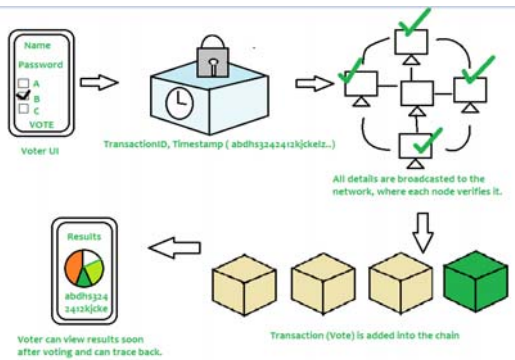 Name
Password
A
B
C
VOTE
Voter UI
TransactionID, Timestamp ( abdhs3242412kjckelz..)
All details are broadcasted to the
network, where each node verifies it.
Results
abdhs324
2412kjcke
Voter can view results soon
after voting and can trace back.
Transaction (Vote) is added into the chain